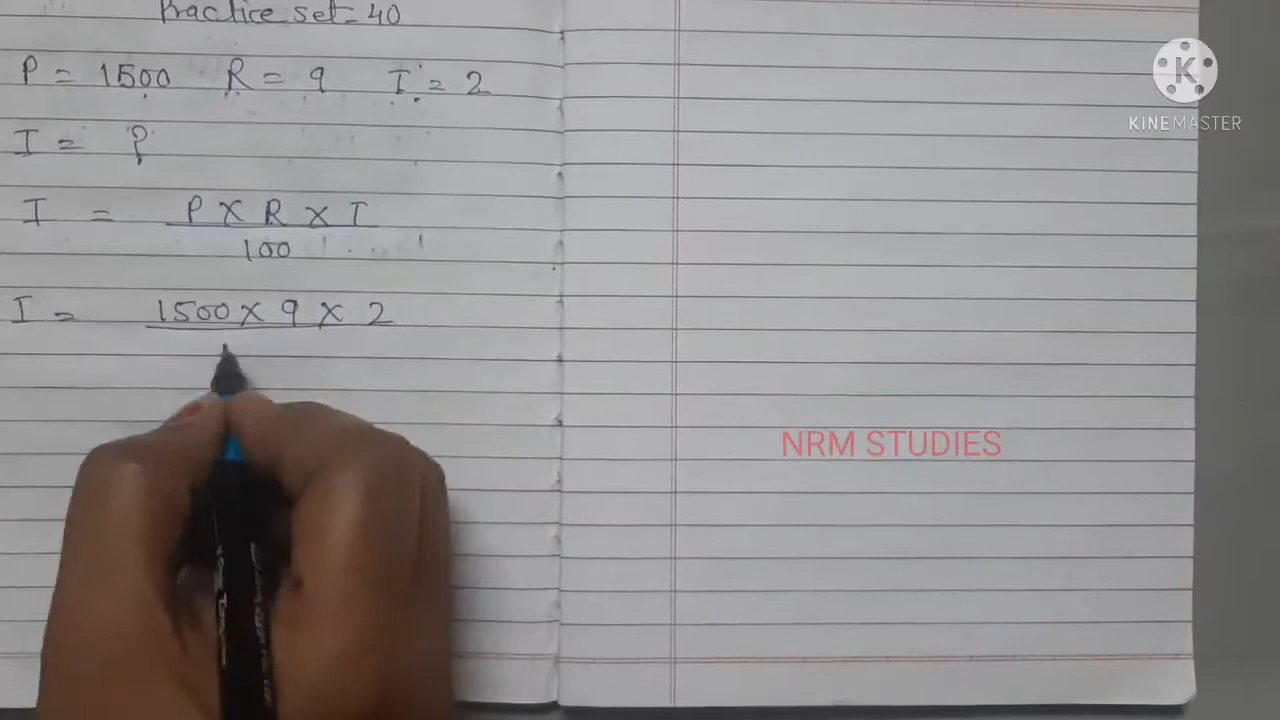 Practice set - 40
P = 1500 R = 9 I = 2
I = ?
I = P X R X I
100
I = 1500 X 9 X 2
KINEMASTER
NRM STUDIES